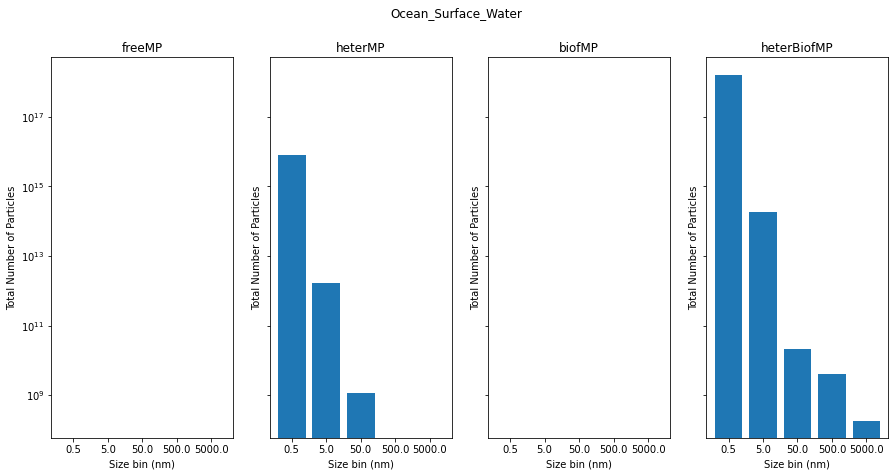 Ocean_Surface_Water
freeMP
heterMP
biofMP
heterBiofMP
Total Number of Particles
10^17
10^15
10^13
10^11
10^9
0.5 5.0 50.0 500.0 5000.0
Size bin (nm)
Total Number of Particles
0.5 5.0 50.0 500.0 5000.0
Size bin (nm)
Total Number of Particles
0.5 5.0 50.0 500.0 5000.0
Size bin (nm)
Total Number of Particles
0.5 5.0 50.0 500.0 5000.0
Size bin (nm)